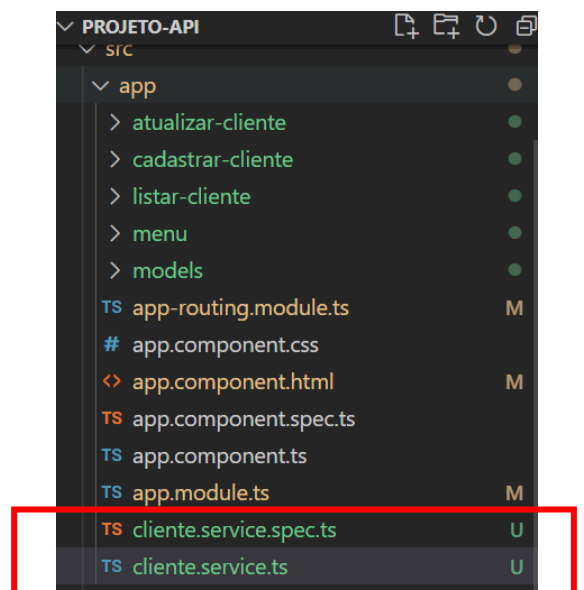 PROJETO-API
src
app
atualizar-cliente
cadastrar-cliente
listar-cliente
menu
models
TS app-routing.module.ts M
# app.component.css
<> app.component.html M
TS app.component.spec.ts
TS app.component.ts
TS app.module.ts M
TS cliente.service.spec.ts U
TS cliente.service.ts U